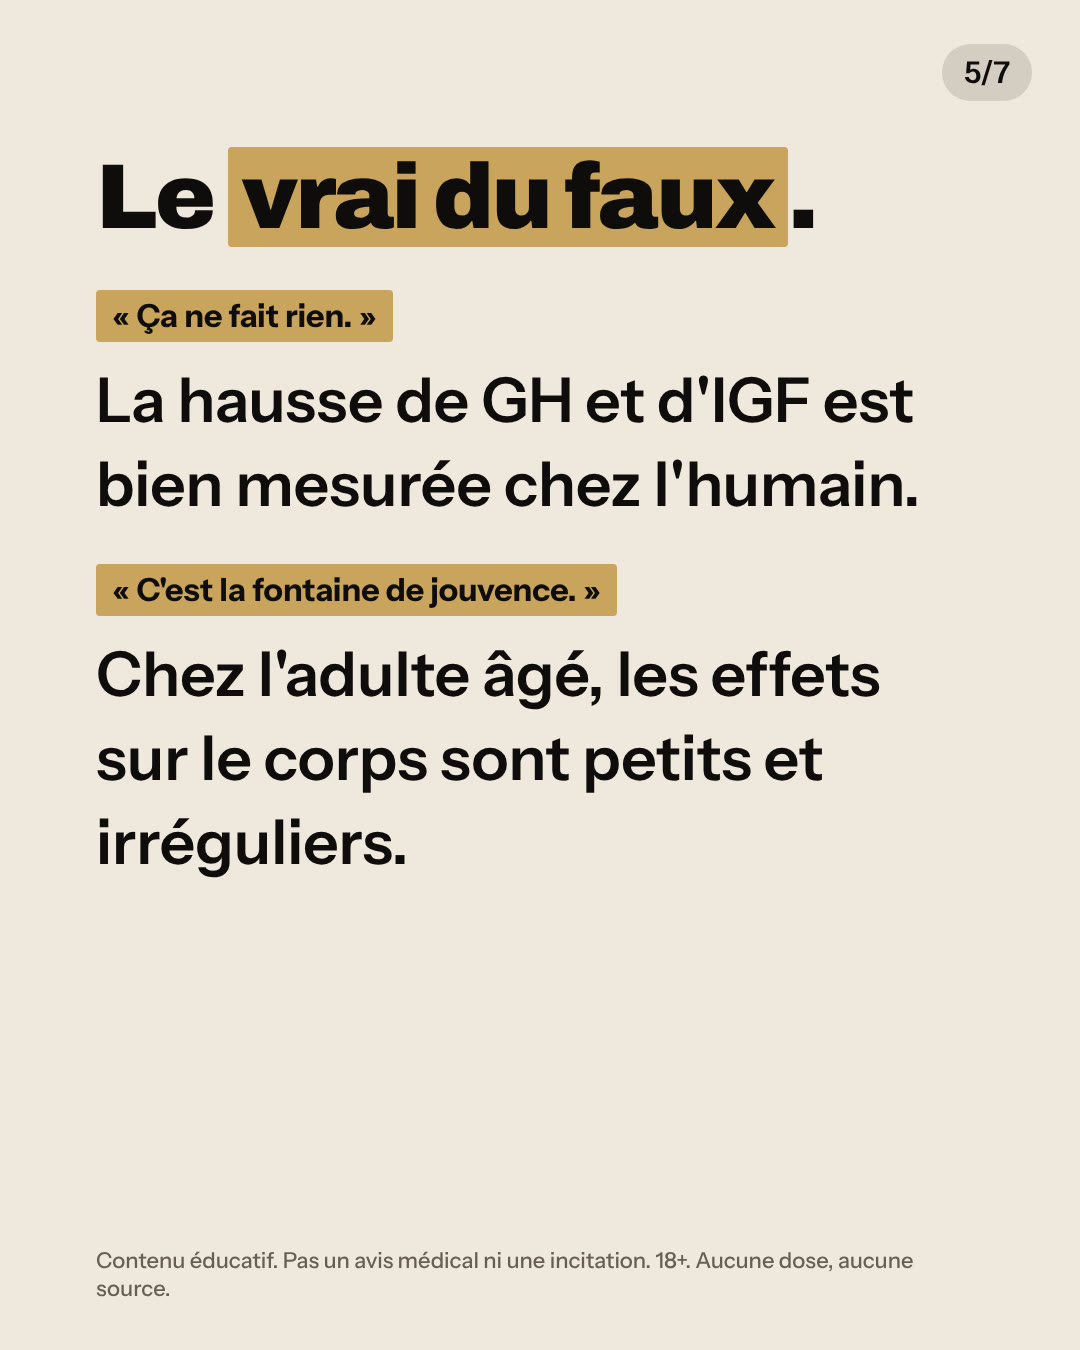 5/7
Le vrai du faux.
« Ça ne fait rien. »
La hausse de GH et d'IGF est
bien mesurée chez l'humain.
« C'est la fontaine de jouvence. »
Chez l'adulte âgé, les effets
sur le corps sont petits et
irréguliers.
Contenu éducatif. Pas un avis médical ni une incitation. 18+. Aucune dose, aucune
source.